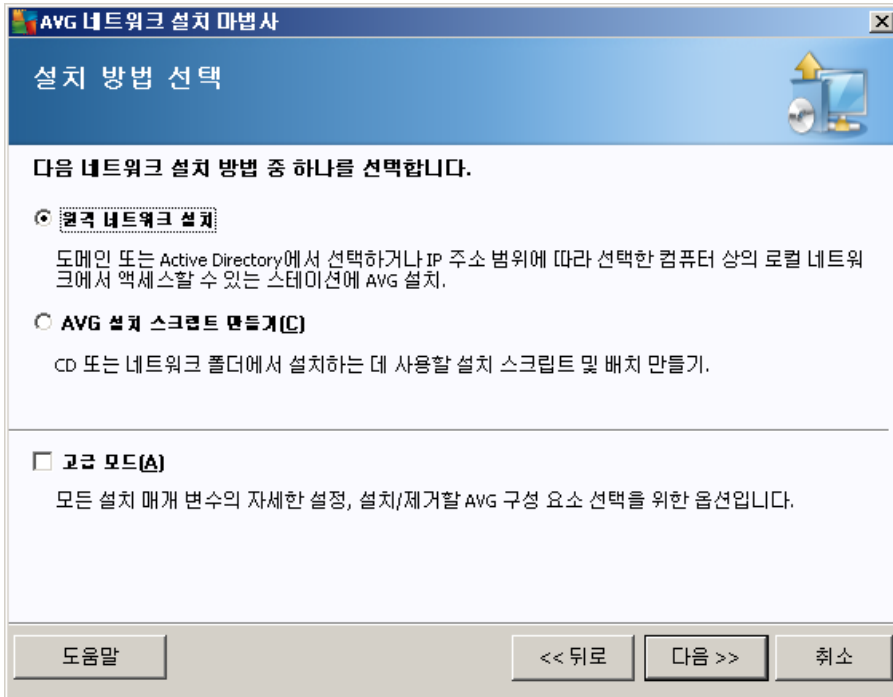 AVG 네트워크 설치 마법사
설치 방법 선택
다음 네트워크 설치 방법 중 하나를 선택합니다.
원격 네트워크 설치
도메인 또는 Active Directory에서 선택하거나 IP 주소 범위에 따라 선택한 컴퓨터 상의 로컬 네트워
크에서 액세스할 수 있는 스테이션에 AVG 설치.
AVG 설치 스크립트 만들기(C)
CD 또는 네트워크 폴더에서 설치하는 데 사용할 설치 스크립트 및 배치 만들기.
고급 모드(A)
모든 설치 매개 변수의 자세한 설정, 설치/제거할 AVG 구성 요소 선택을 위한 옵션입니다.
도움말
<< 뒤로
다음 >>
취소